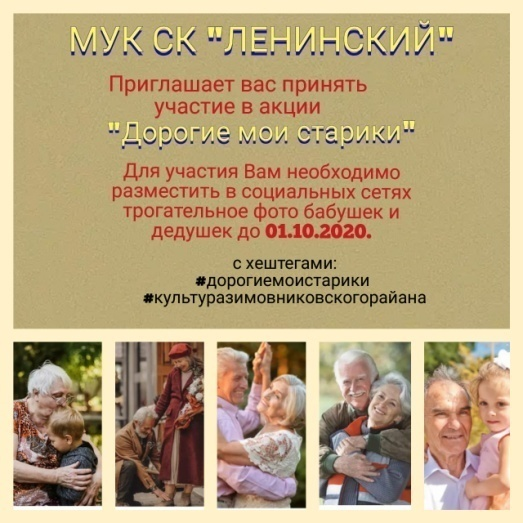 МУК СК "ЛЕНИНСКИЙ"
Приглашает вас принять
участие в акции
"Дорогие мои старики"
Для участия Вам необходимо
разместить в социальных сетях
трогательное фото бабушек и
дедушек до 01.10.2020.
с хештегами:
#дорогиемоистарики
#культуразимовниковскогорайана